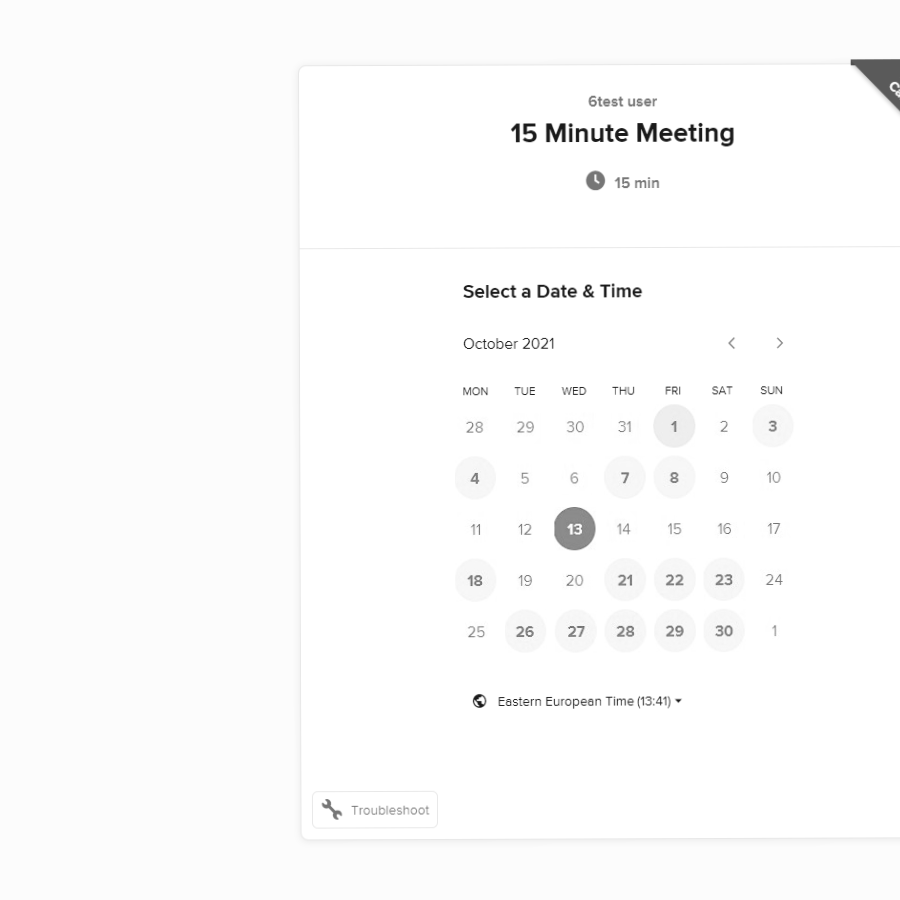 6test user
15 Minute Meeting
15 min
Select a Date & Time
October 2021
MON TUE WED THU FRI SAT SUN
28 29 30 31 1 2 3
4 5 6 7 8 9 10
11 12 13 14 15 16 17
18 19 20 21 22 23 24
25 26 27 28 29 30 1
Eastern European Time (13:41)
Troubleshoot